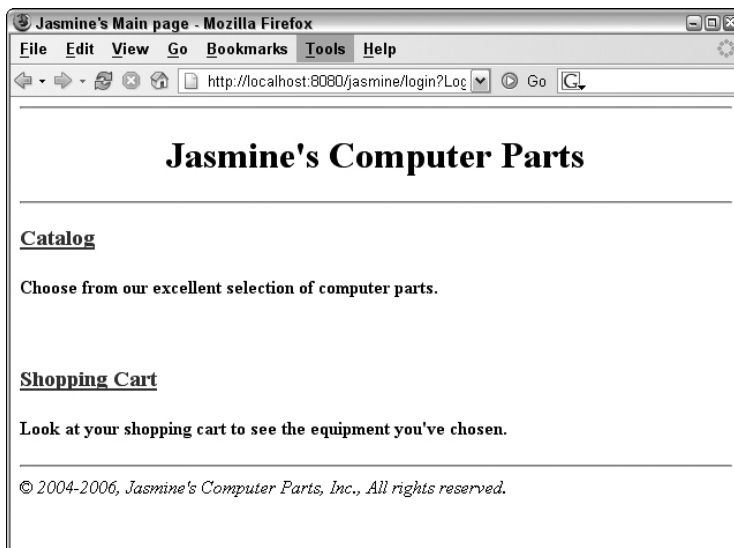 Jasmine's Main page - Mozilla Firefox
File Edit View Go Bookmarks Tools Help
http://localhost:8080/jasmine/login?Log Go G
Jasmine's Computer Parts
Catalog
Choose from our excellent selection of computer parts.
Shopping Cart
Look at your shopping cart to see the equipment you've chosen.
© 2004-2006, Jasmine's Computer Parts, Inc., All rights reserved.